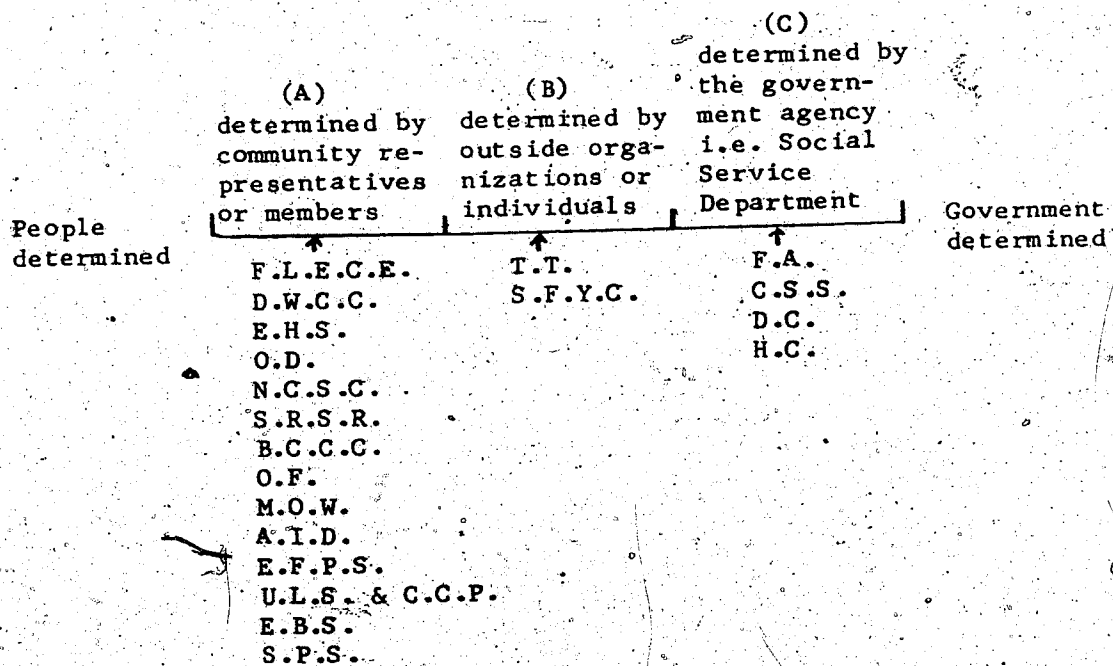 (A)
determined by
community re-
presentatives
or members
(B)
determined by
outside orga-
nizations or
individuals
(C)
determined by
the govern-
ment agency
i.e. Social
Service
Department
People
determined
Government
determined
F.L.E.C.E.
D.W.C.C.
E.H.S.
O.D.
N.C.S.C.
S.R.S.R.
B.C.C.C.
O.F.
M.O.W.
A.I.D.
E.F.P.S.
U.L.S. & C.C.P.
E.B.S.
S.P.S.
T.T.
S.F.Y.C.
F.A.
C.S.S.
D.C.
H.C.